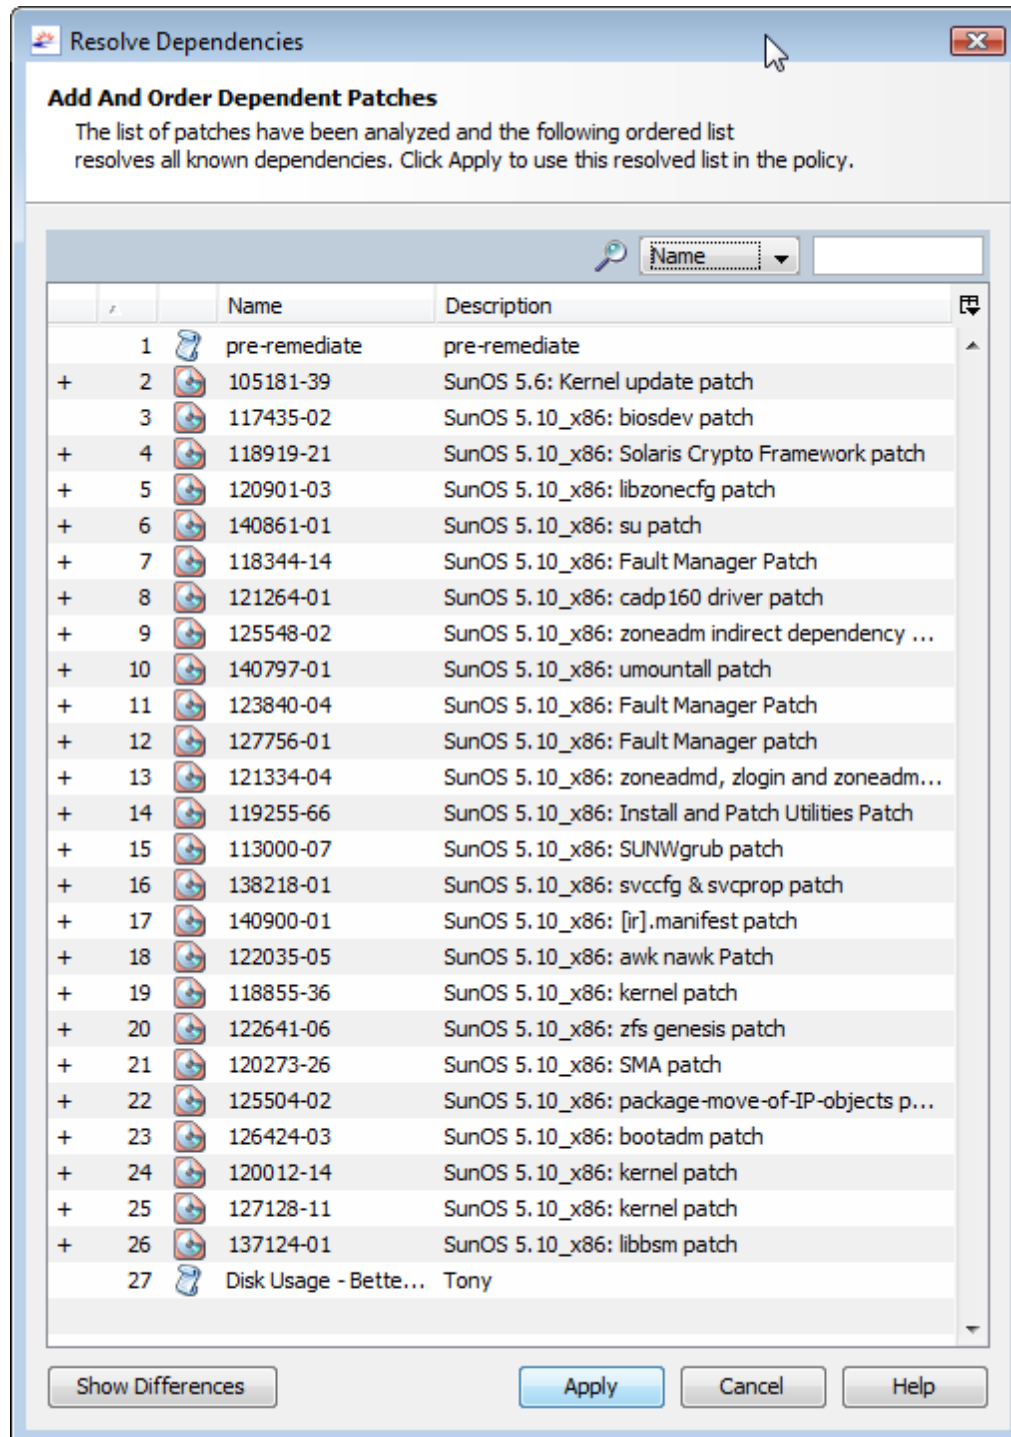 Resolve Dependencies
Add And Order Dependent Patches
The list of patches have been analyzed and the following ordered list
resolves all known dependencies. Click Apply to use this resolved list in the policy.
Name
Name Description
1 pre-remediate pre-remediate
+ 2 105181-39 SunOS 5.6: Kernel update patch
3 117435-02 SunOS 5.10_x86: biosdev patch
+ 4 118919-21 SunOS 5.10_x86: Solaris Crypto Framework patch
+ 5 120901-03 SunOS 5.10_x86: libzonecfg patch
+ 6 140861-01 SunOS 5.10_x86: su patch
+ 7 118344-14 SunOS 5.10_x86: Fault Manager Patch
+ 8 121264-01 SunOS 5.10_x86: cadp160 driver patch
+ 9 125548-02 SunOS 5.10_x86: zoneadm indirect dependency ...
+ 10 140797-01 SunOS 5.10_x86: umountall patch
+ 11 123840-04 SunOS 5.10_x86: Fault Manager Patch
+ 12 127756-01 SunOS 5.10_x86: Fault Manager patch
+ 13 121334-04 SunOS 5.10_x86: zoneadmd, zlogin and zoneadm...
+ 14 119255-66 SunOS 5.10_x86: Install and Patch Utilities Patch
+ 15 113000-07 SunOS 5.10_x86: SUNWgrub patch
+ 16 138218-01 SunOS 5.10_x86: svccfg & svcprop patch
+ 17 140900-01 SunOS 5.10_x86: [ir].manifest patch
+ 18 122035-05 SunOS 5.10_x86: awk nawk Patch
+ 19 118855-36 SunOS 5.10_x86: kernel patch
+ 20 122641-06 SunOS 5.10_x86: zfs genesis patch
+ 21 120273-26 SunOS 5.10_x86: SMA patch
+ 22 125504-02 SunOS 5.10_x86: package-move-of-IP-objects p...
+ 23 126424-03 SunOS 5.10_x86: bootadm patch
+ 24 120012-14 SunOS 5.10_x86: kernel patch
+ 25 127128-11 SunOS 5.10_x86: kernel patch
+ 26 137124-01 SunOS 5.10_x86: libbsm patch
27 Disk Usage - Bette... Tony
Show Differences Apply Cancel Help